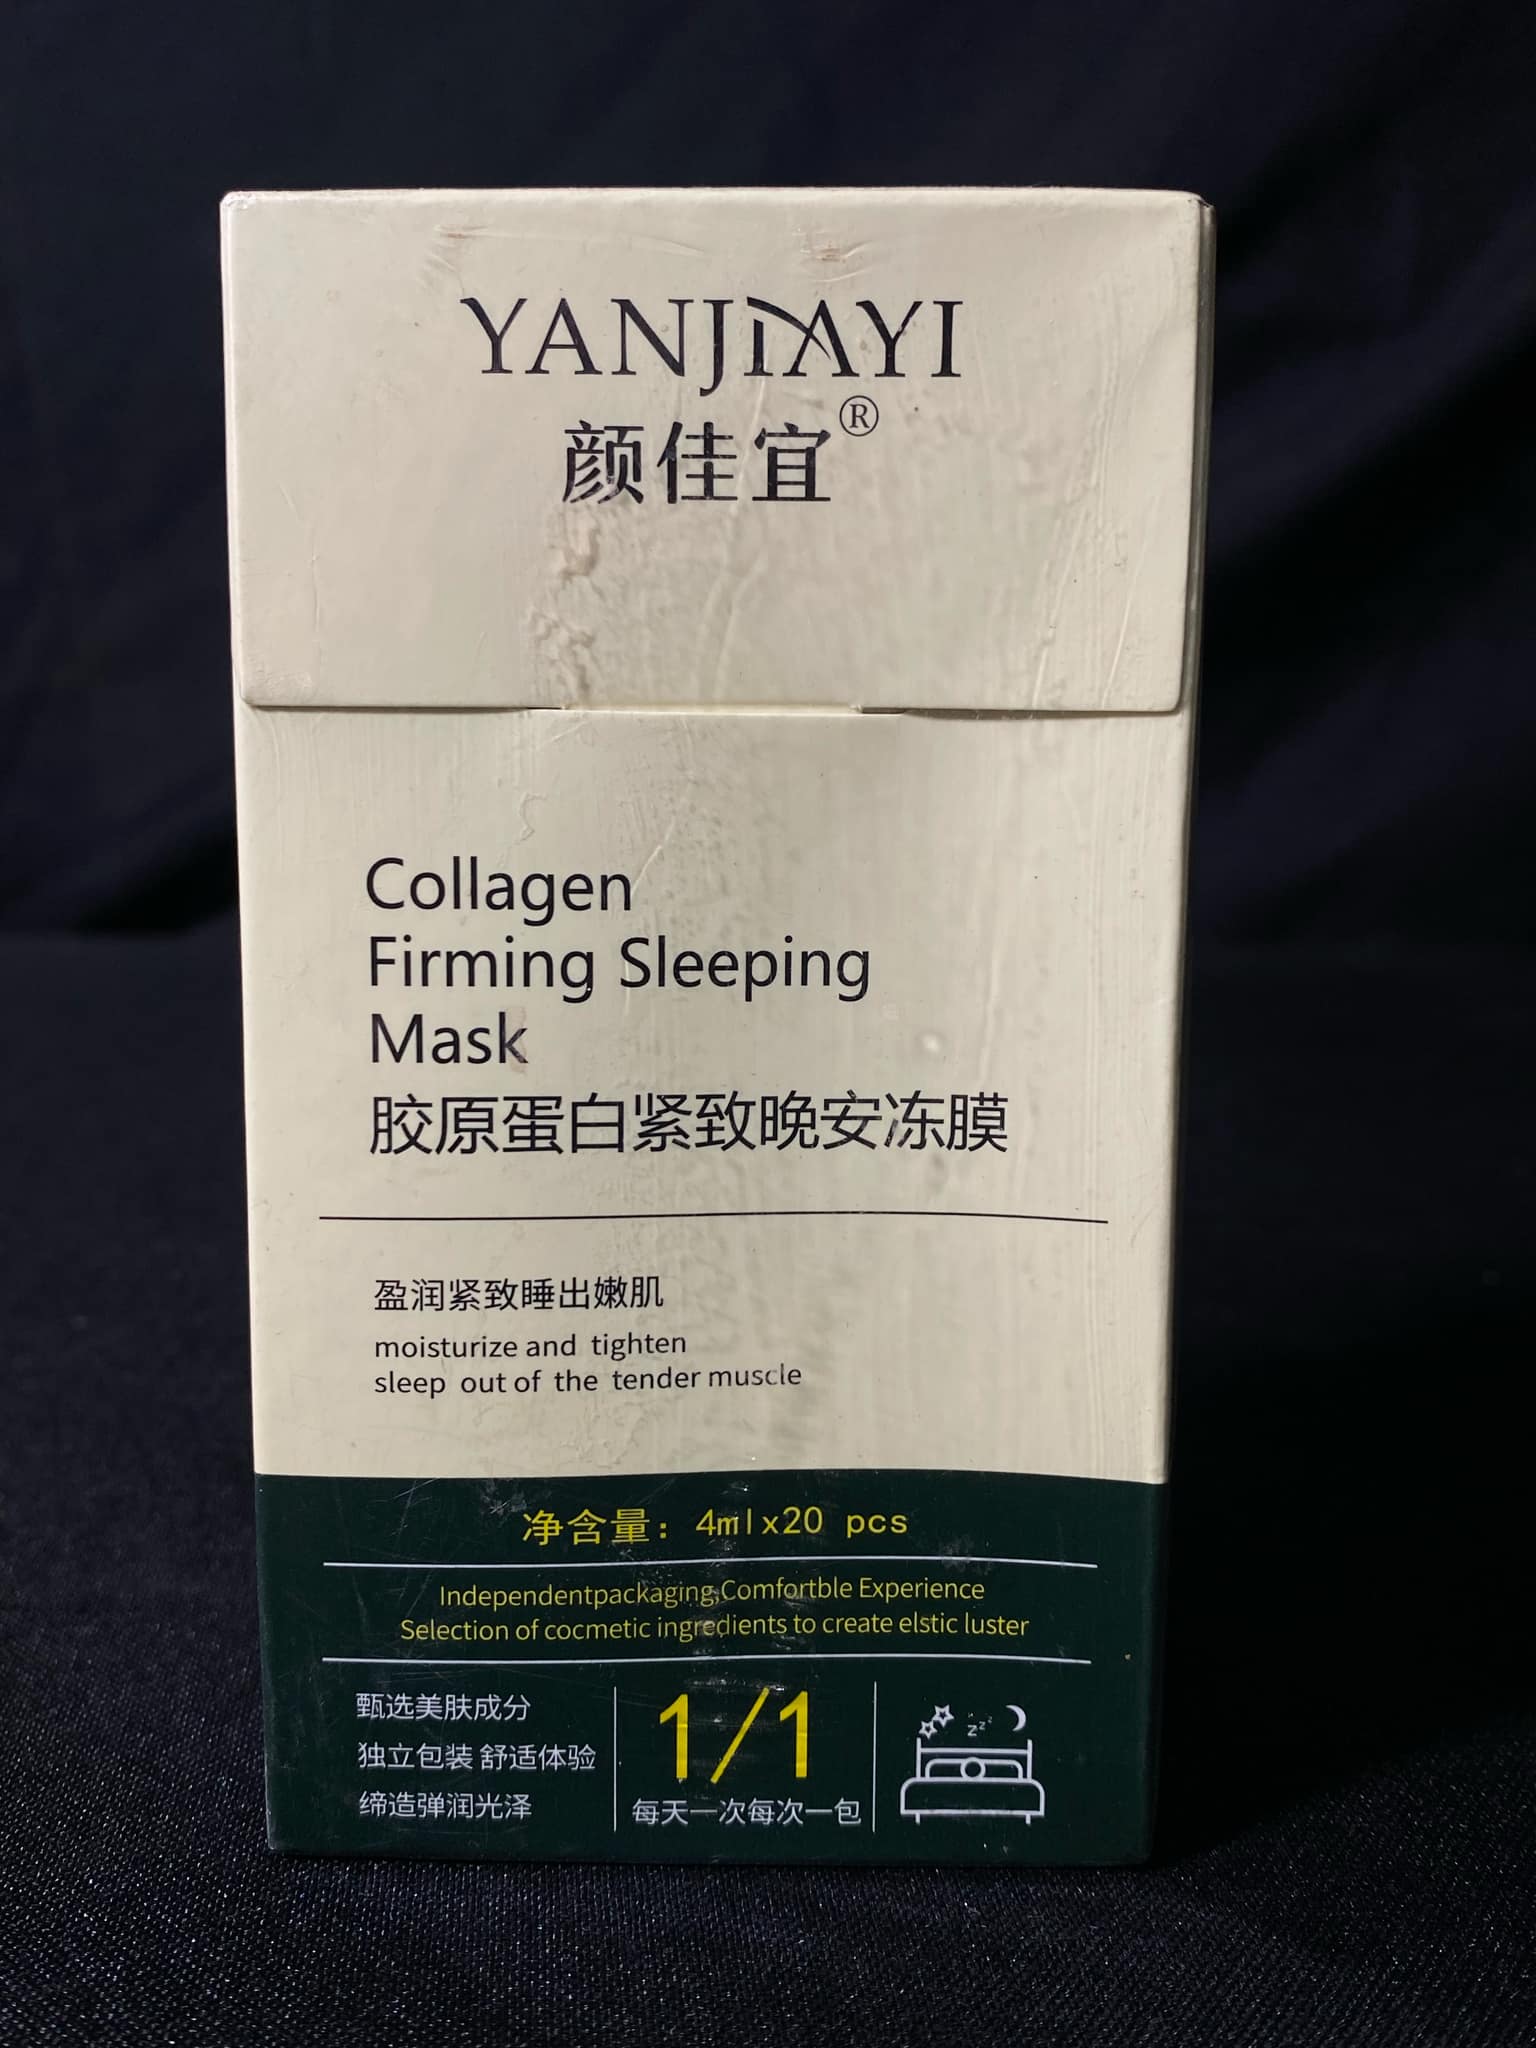 YANJIAYI
颜佳宜®
Collagen
Firming Sleeping
Mask
胶原蛋白紧致晚安冻膜
盈润紧致睡出嫩肌
moisturize and tighten
sleep out of the tender muscle
净含量：4mlx20 pcs
Independentpackaging,Comfortble Experience
Selection of cocmetic ingredients to create elstic luster
甄选美肤成分
独立包装 舒适体验
缔造弹润光泽
1/1
每天一次每次一包
zzz